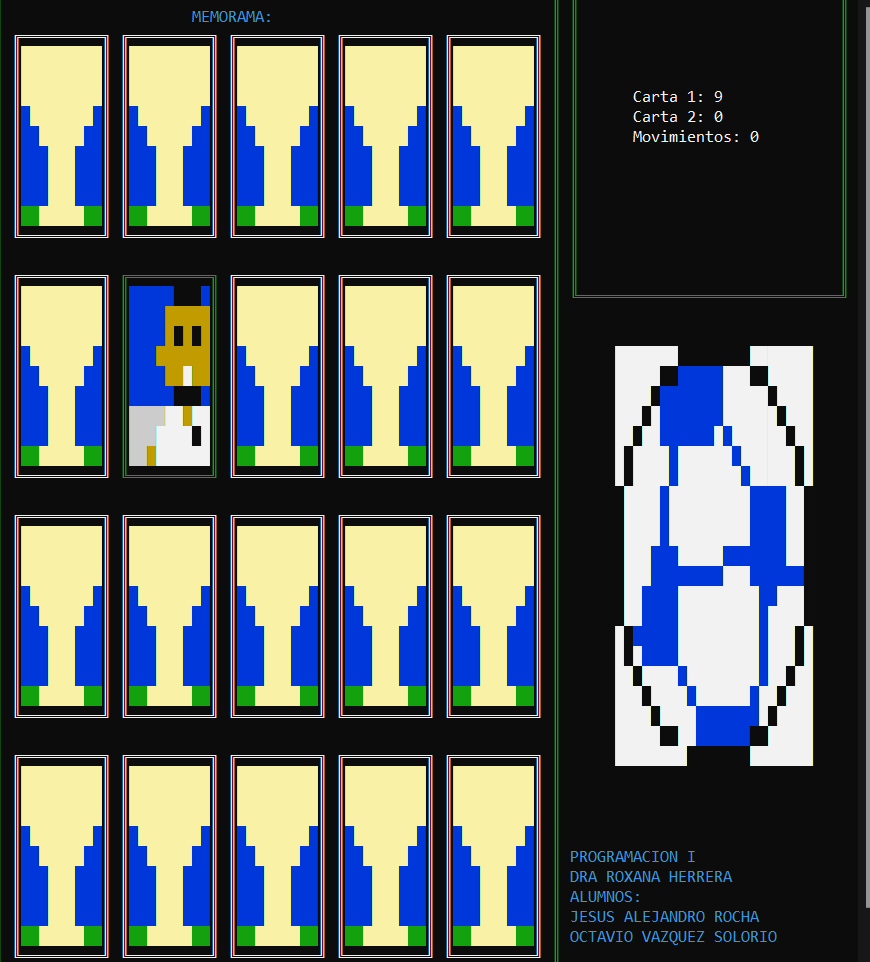 MEMORAMA:
Carta 1: 9
Carta 2: 0
Movimientos: 0
PROGRAMACION I
DRA ROXANA HERRERA
ALUMNOS:
JESUS ALEJANDRO ROCHA
OCTAVIO VAZQUEZ SOLORIO